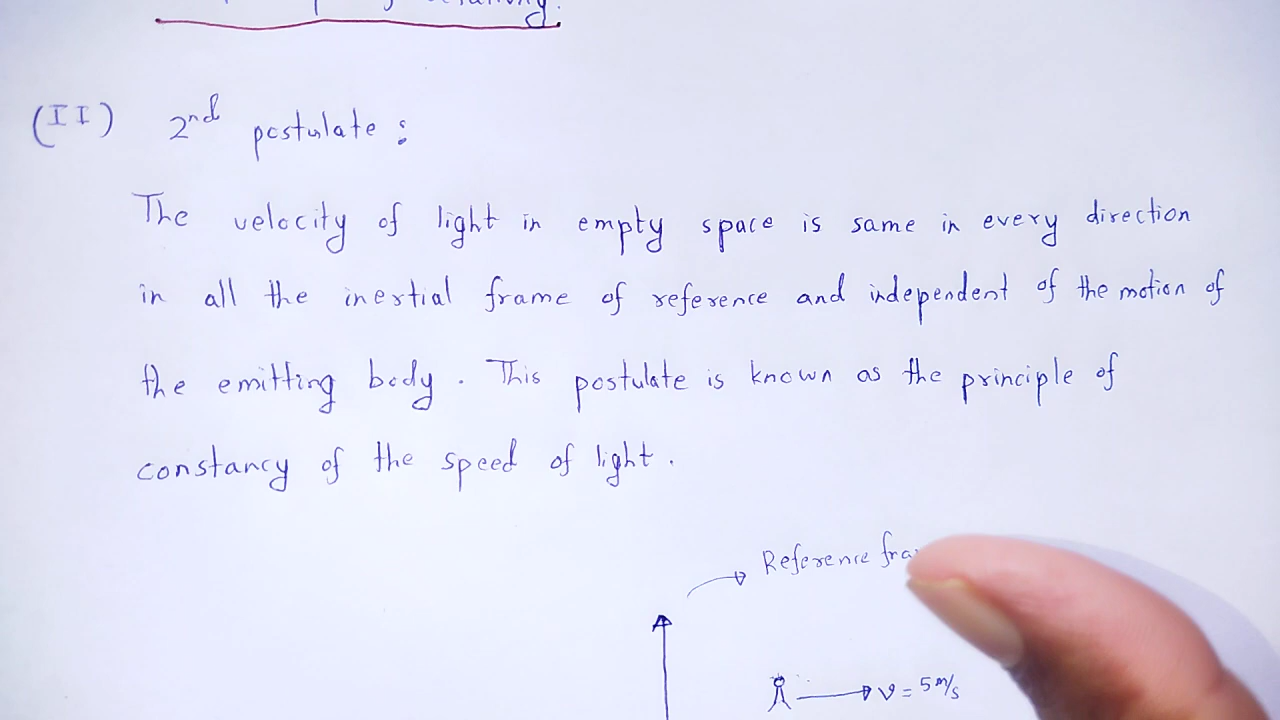 (II) 2nd postulate :
The velocity of light in empty space is same in every direction
in all the inertial frame of reference and independent of the motion of
the emitting body. This postulate is known as the principle of
constancy of the speed of light.
Reference
v = 5 m/s